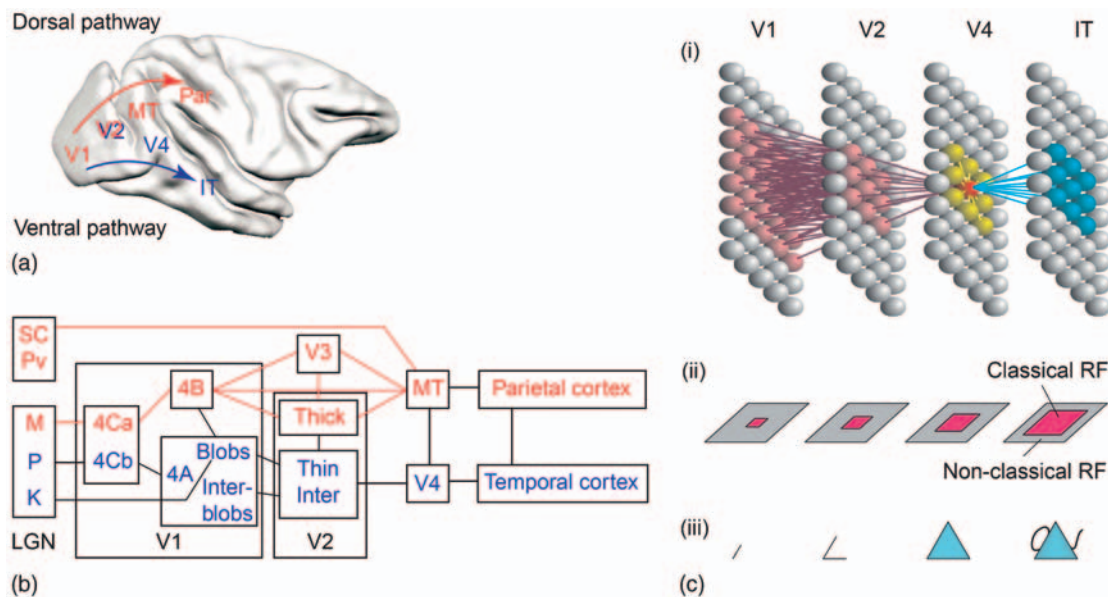 Dorsal pathway
Par
MT
V2
V4
V1
IT
Ventral pathway
(a)
SC
Pv
V3
4B
MT
Parietal cortex
M
4Ca
Thick
P
4Cb
4A
Blobs
Thin
V4
Temporal cortex
K
Inter-
blobs
Inter
LGN
V1
V2
(b)
V1 V2 V4 IT
(i)
(ii)
Classical RF
Non-classical RF
(iii)
(c)